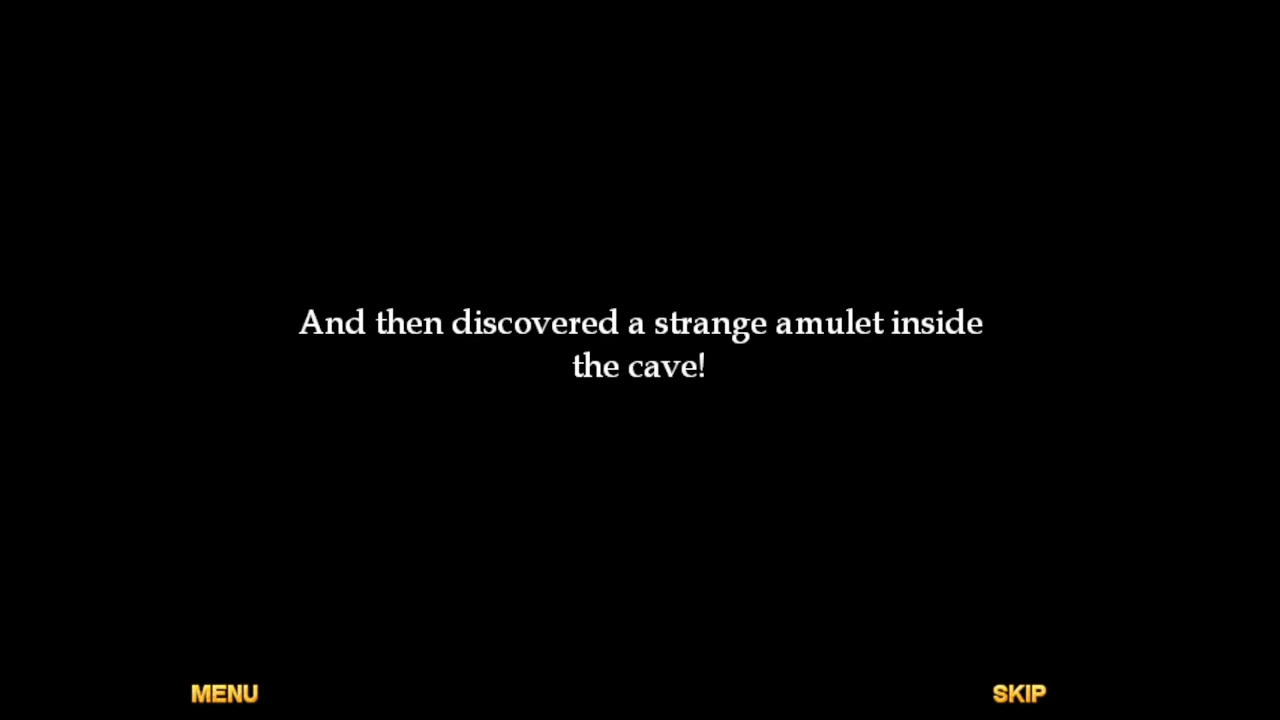 And then discovered a strange amulet inside
the cave!
MENU
SKIP